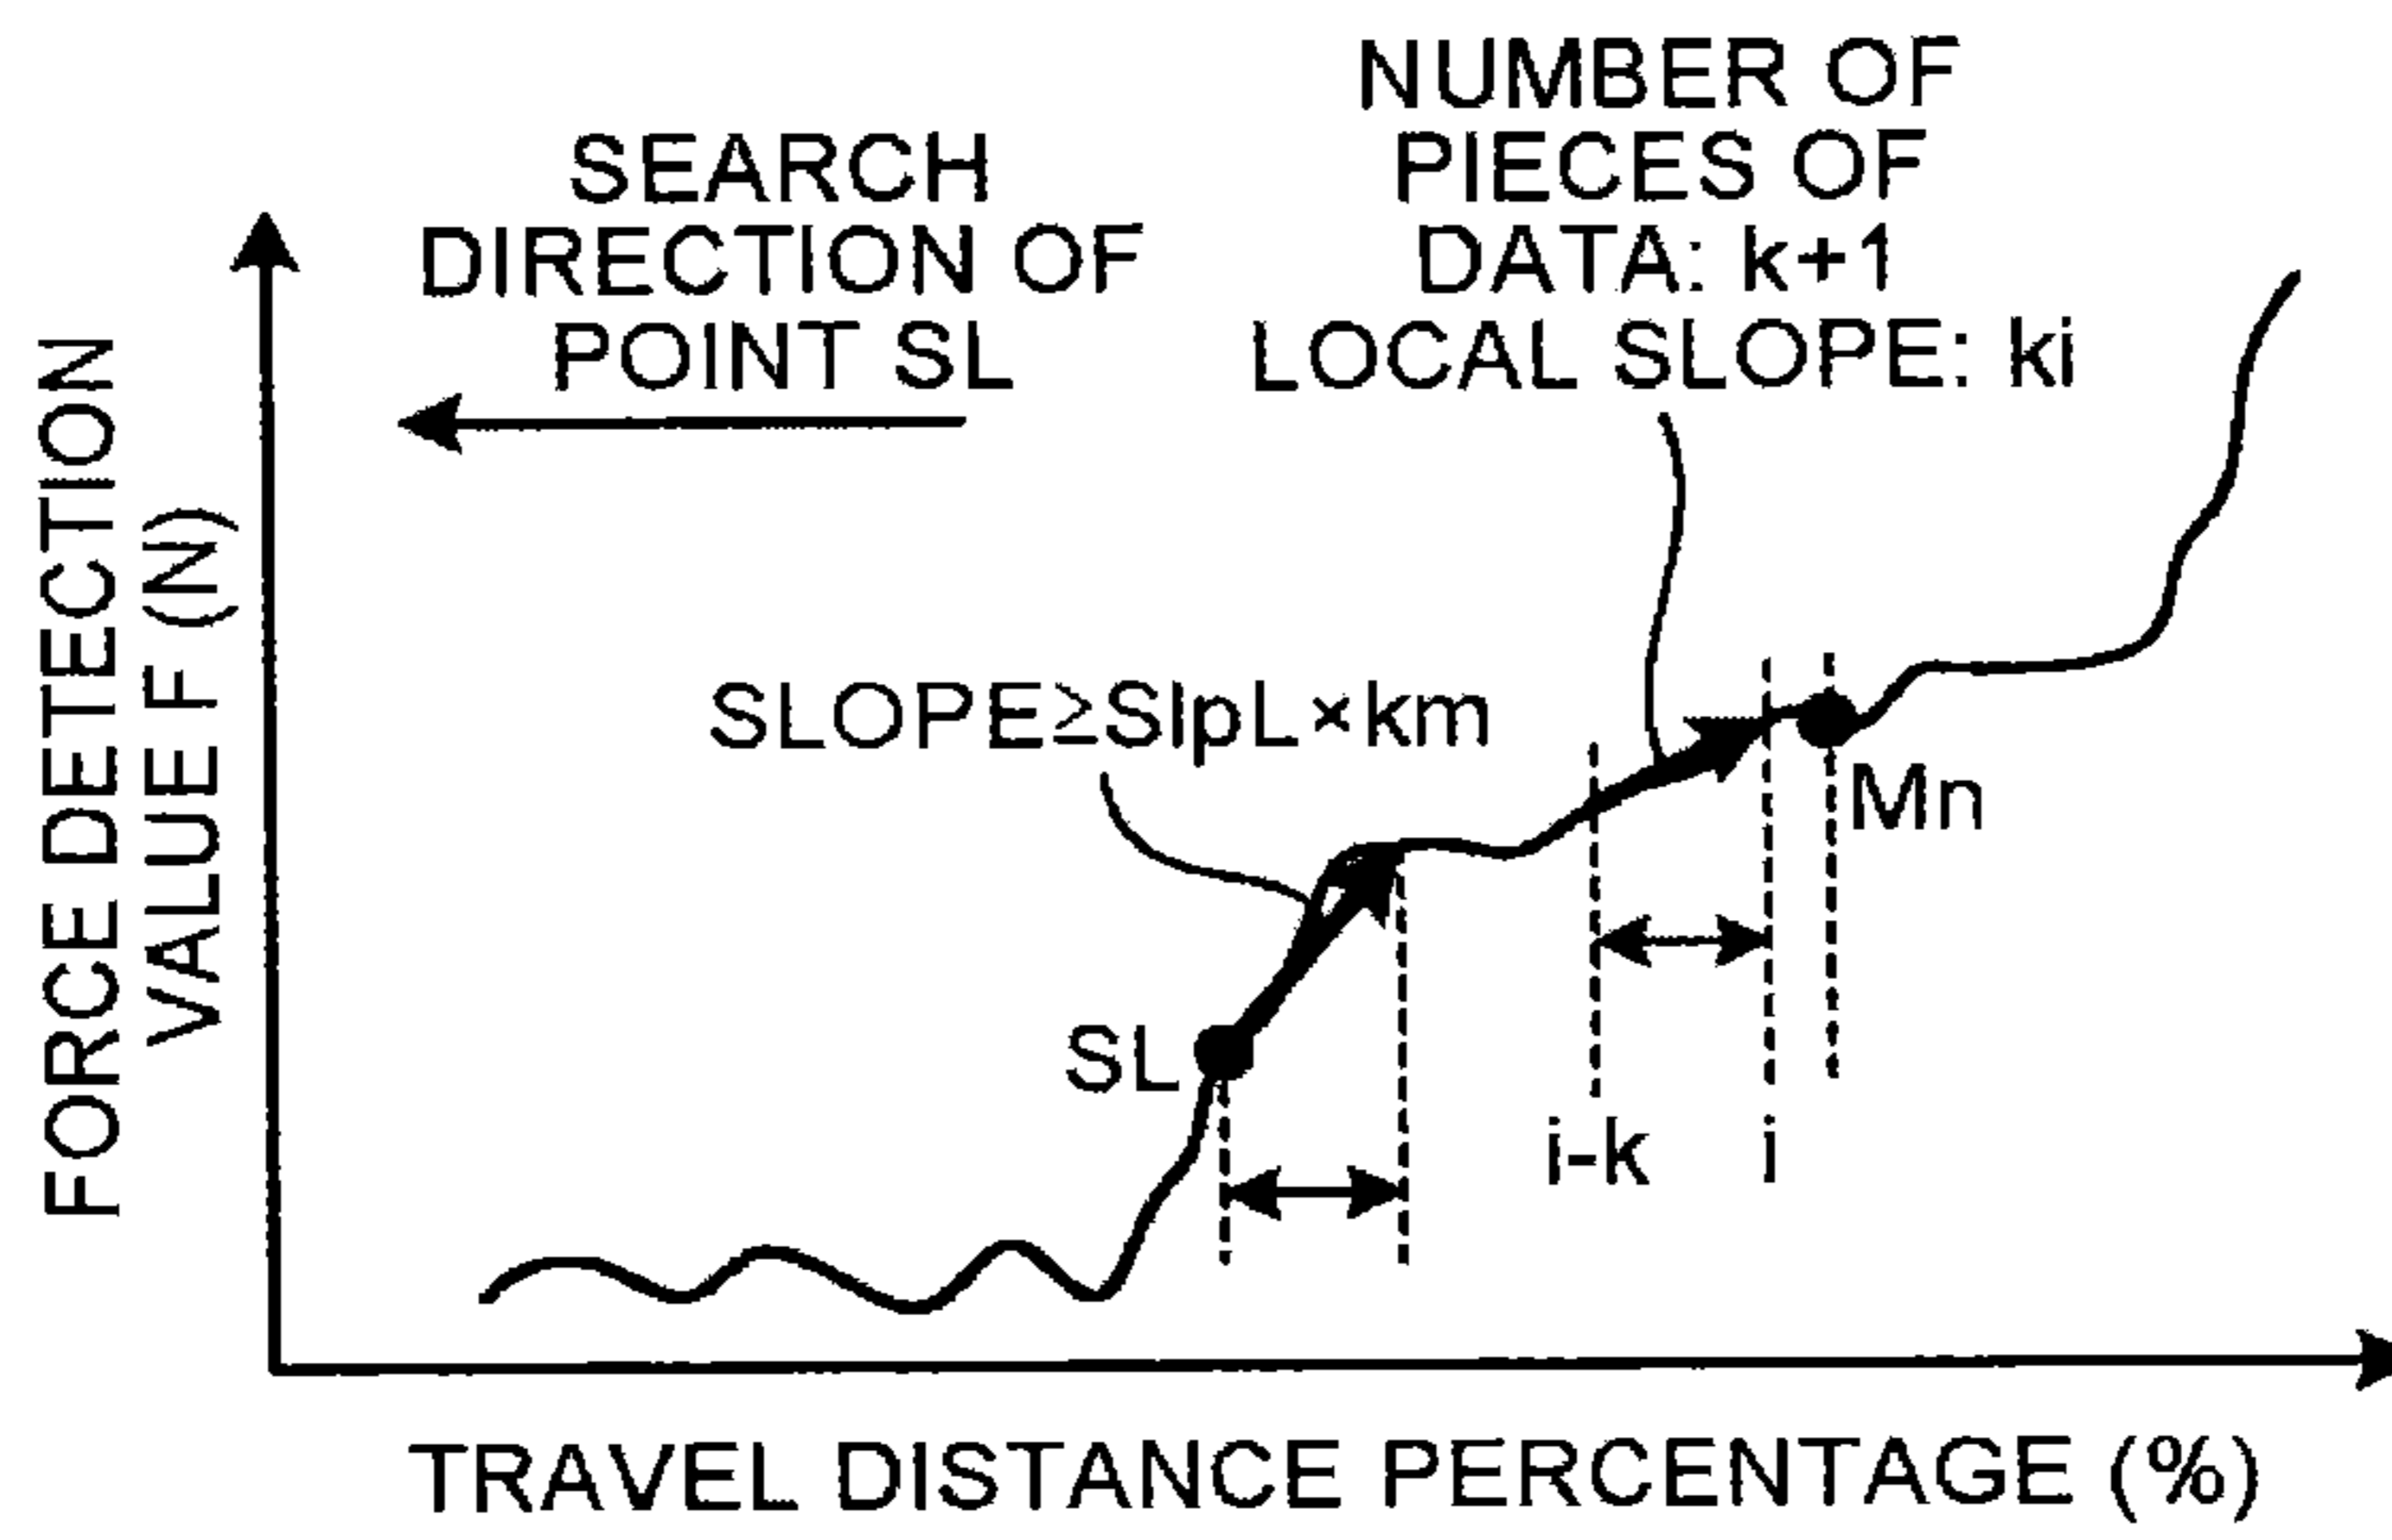 NUMBER OF
PIECES OF
DATA: k+1
LOCAL SLOPE: ki
SEARCH
DIRECTION OF
POINT SL
FORCE DETECTION
VALUE F (N)
SLOPE≥SlpL×km
Mn
SL
i-k
i
TRAVEL DISTANCE PERCENTAGE (%)